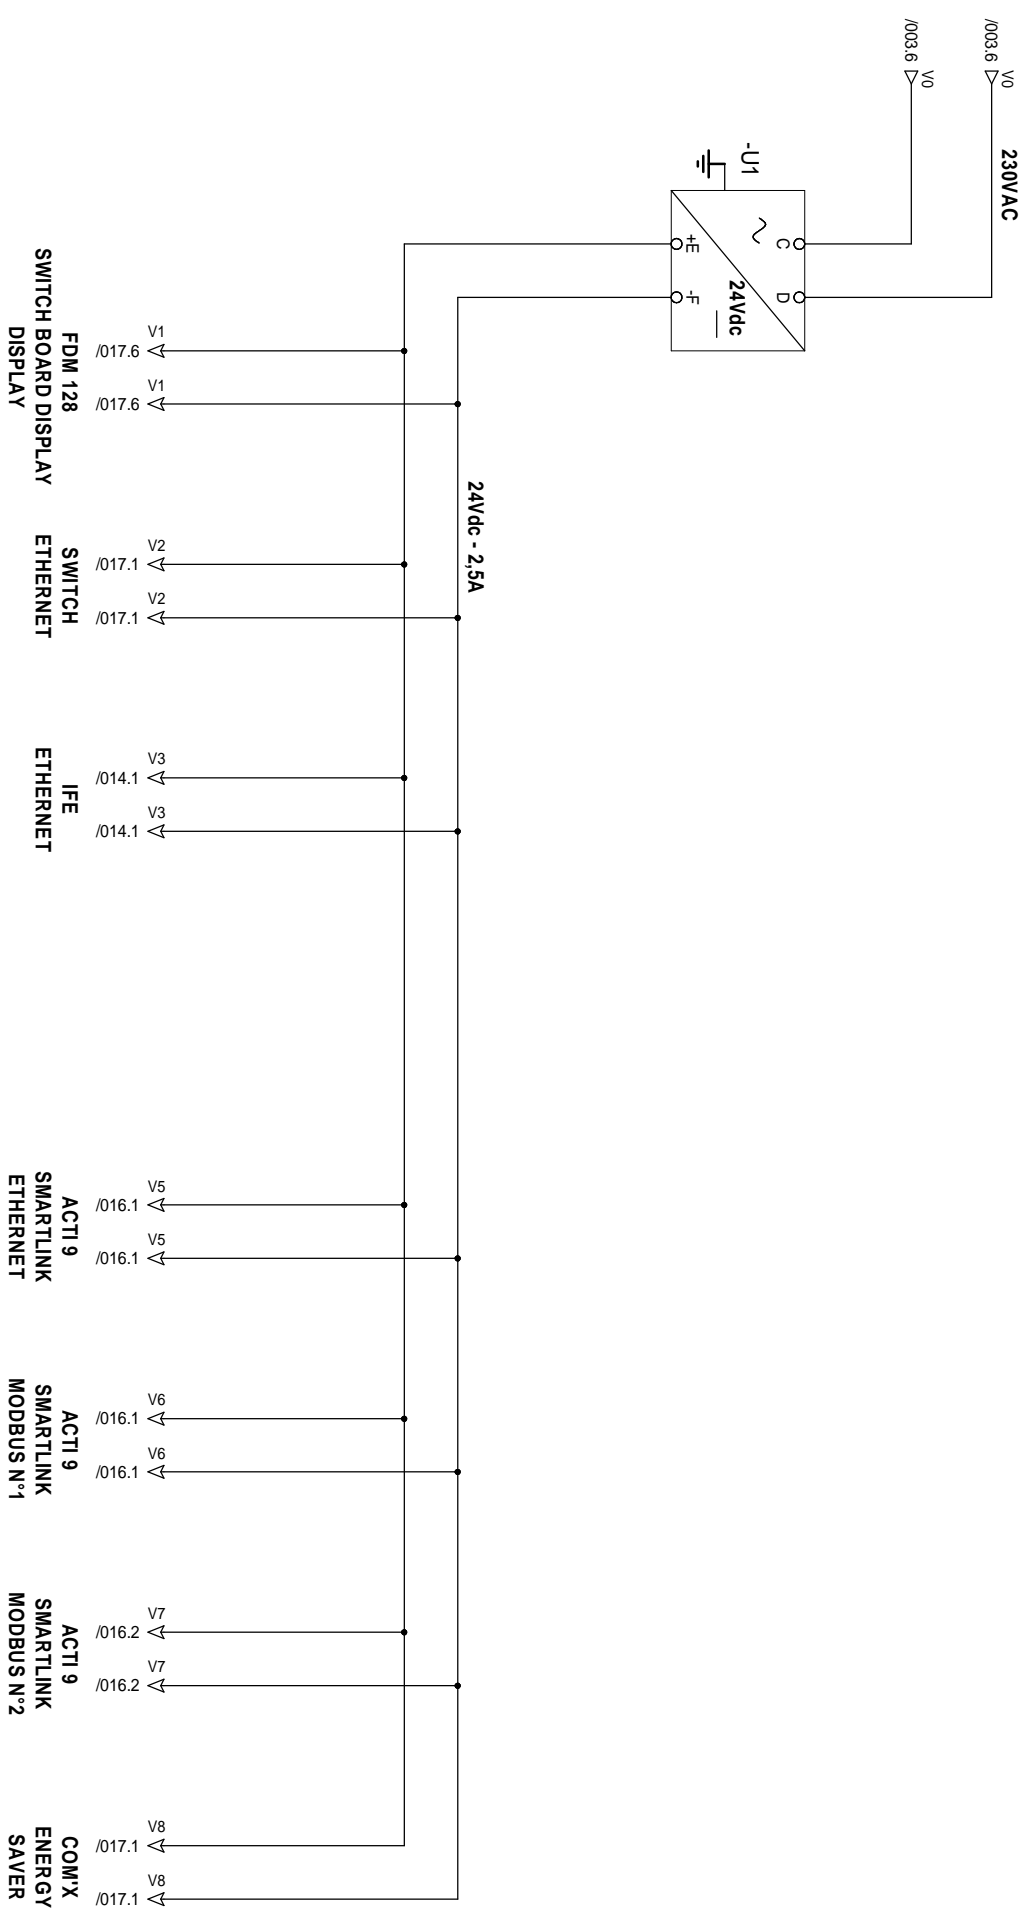 /003.6
V0
/003.6
V0
230VAC
-U1
C
D
24Vdc
+E
-F
24Vdc - 2,5A
V1
/017.6
V1
/017.6
FDM 128
SWITCH BOARD DISPLAY
DISPLAY
V2
/017.1
V2
/017.1
SWITCH
ETHERNET
V3
/014.1
V3
/014.1
IFE
ETHERNET
V5
/016.1
V5
/016.1
ACTI 9
SMARTLINK
ETHERNET
V6
/016.1
V6
/016.1
ACTI 9
SMARTLINK
MODBUS N°1
V7
/016.2
V7
/016.2
ACTI 9
SMARTLINK
MODBUS N°2
V8
/017.1
V8
/017.1
COM'X
ENERGY
SAVER